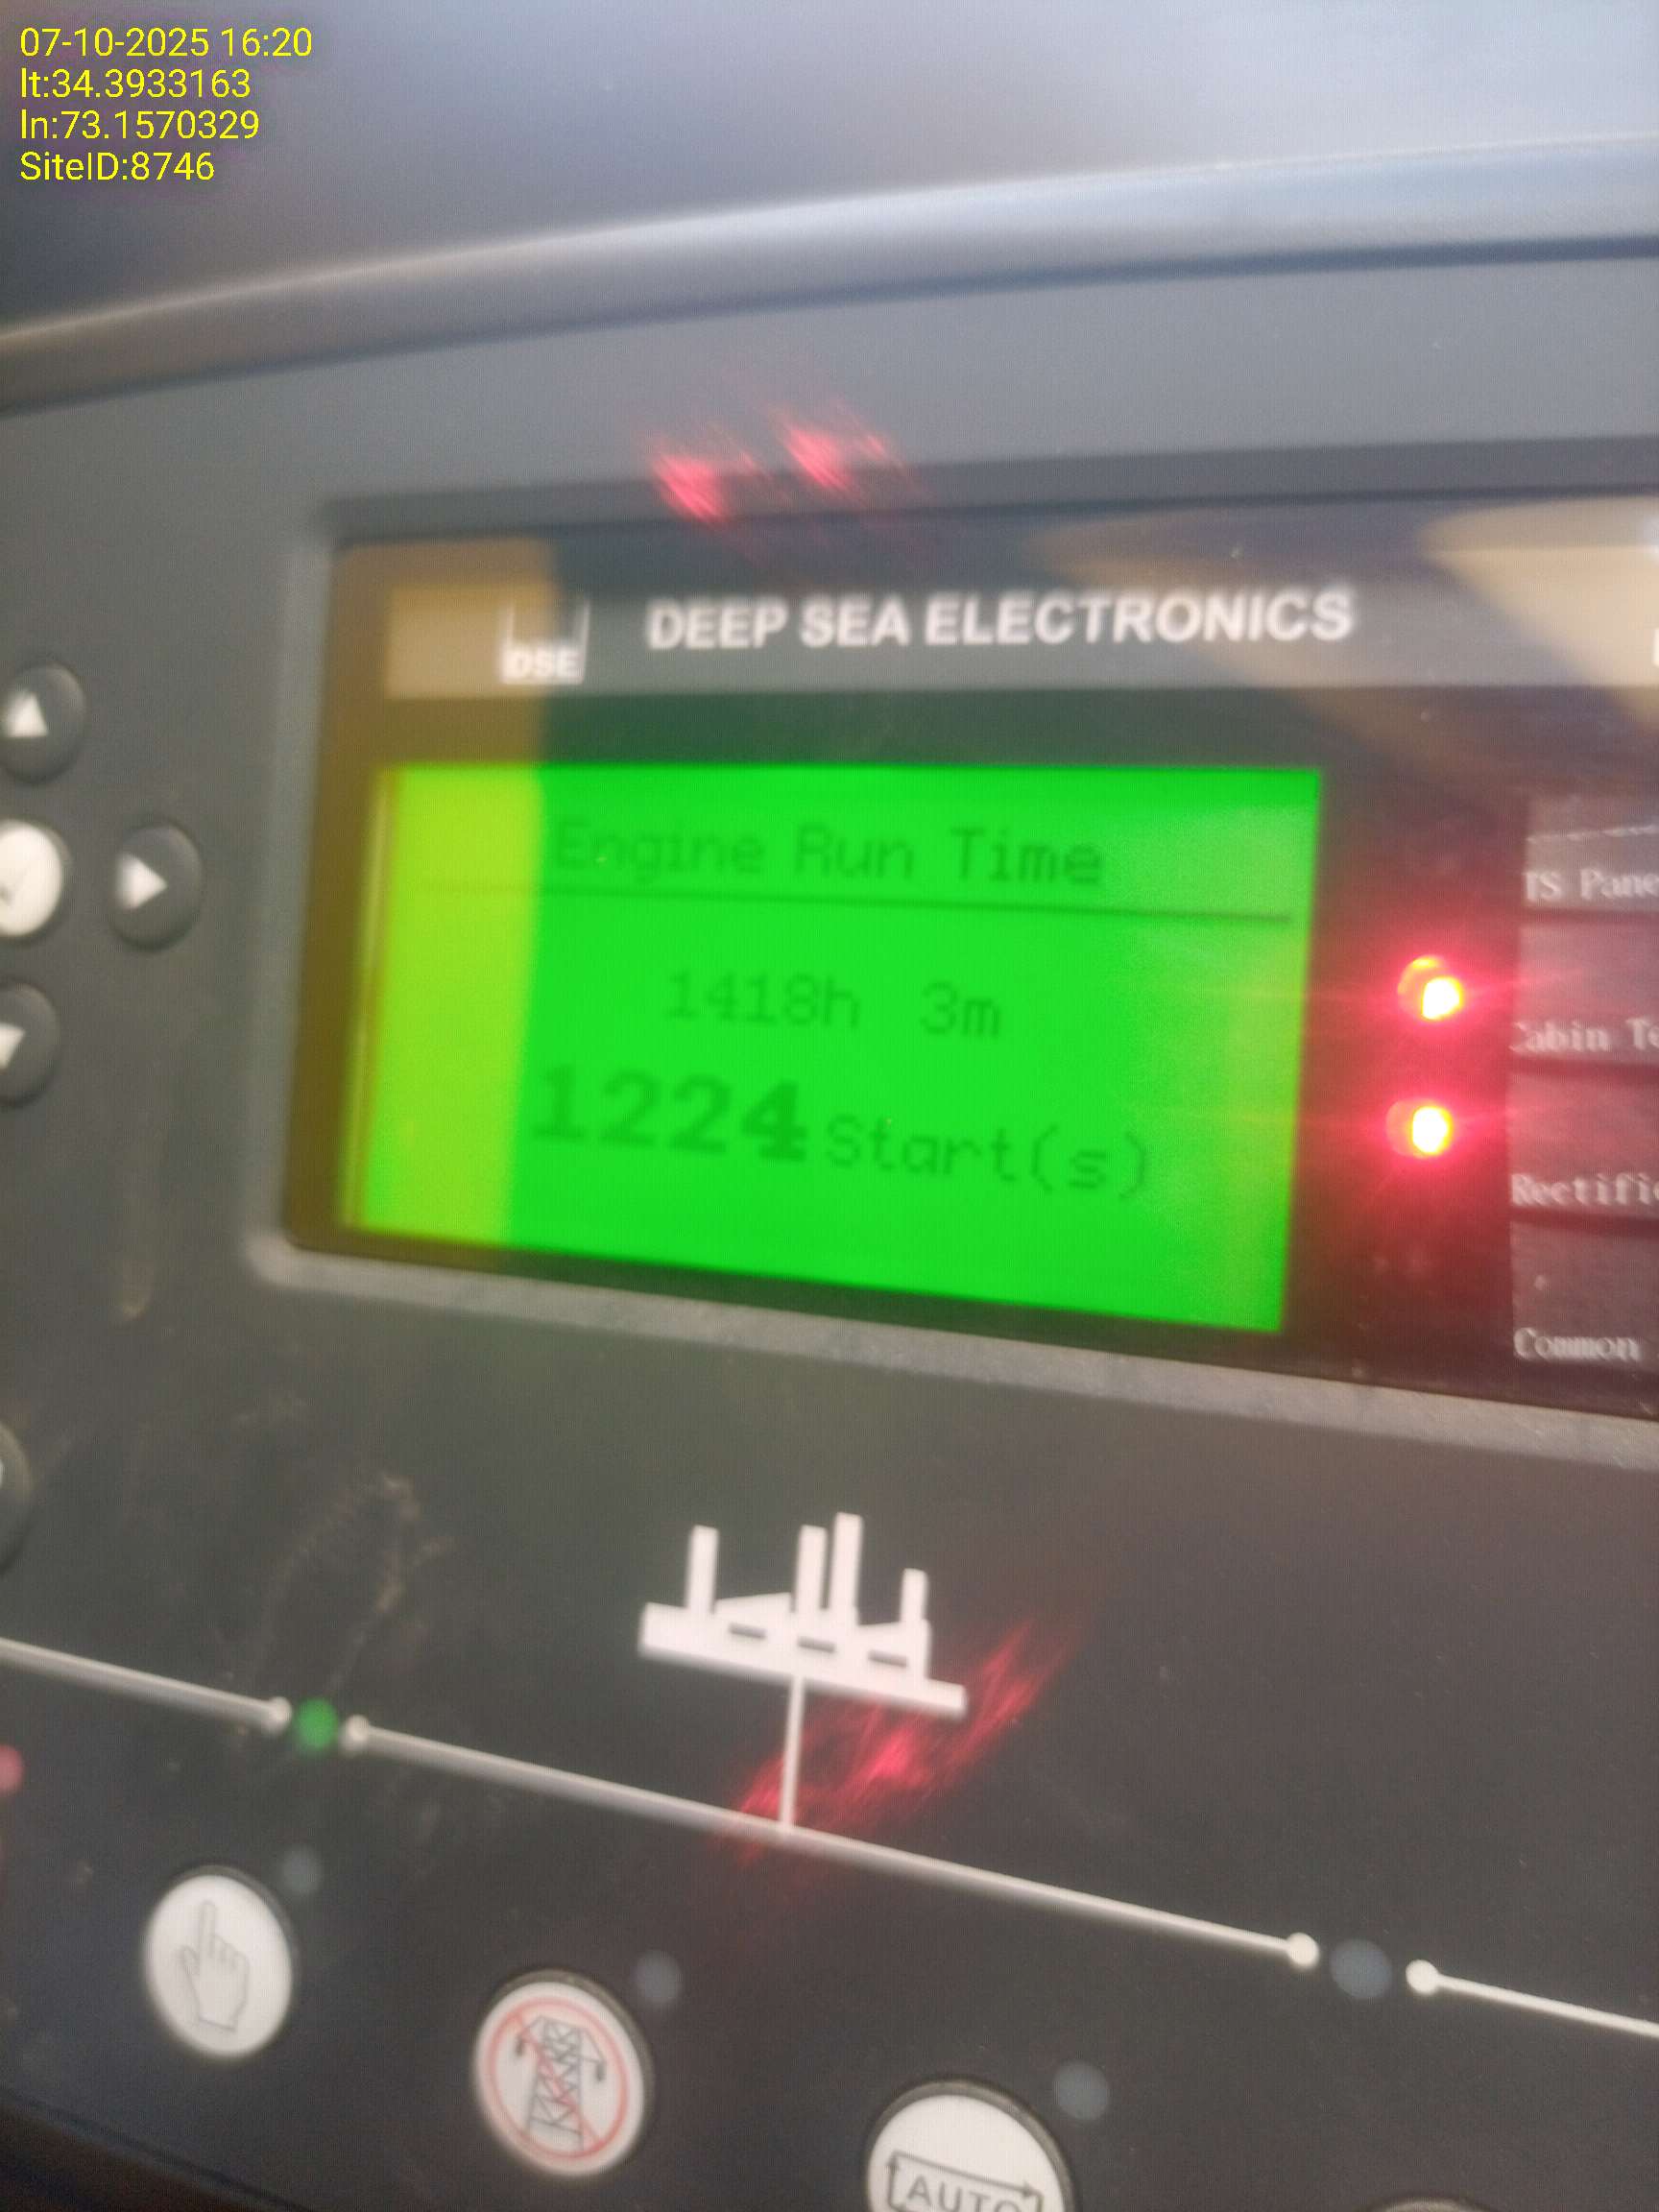 07-10-2025 16:20
lt:34.3933163
ln:73.1570329
SiteID:8746
DSE
DEEP SEA ELECTRONICS
Engine Run Time
1418h 3m
1224 Start(s)
Cabin
Common
AUTO